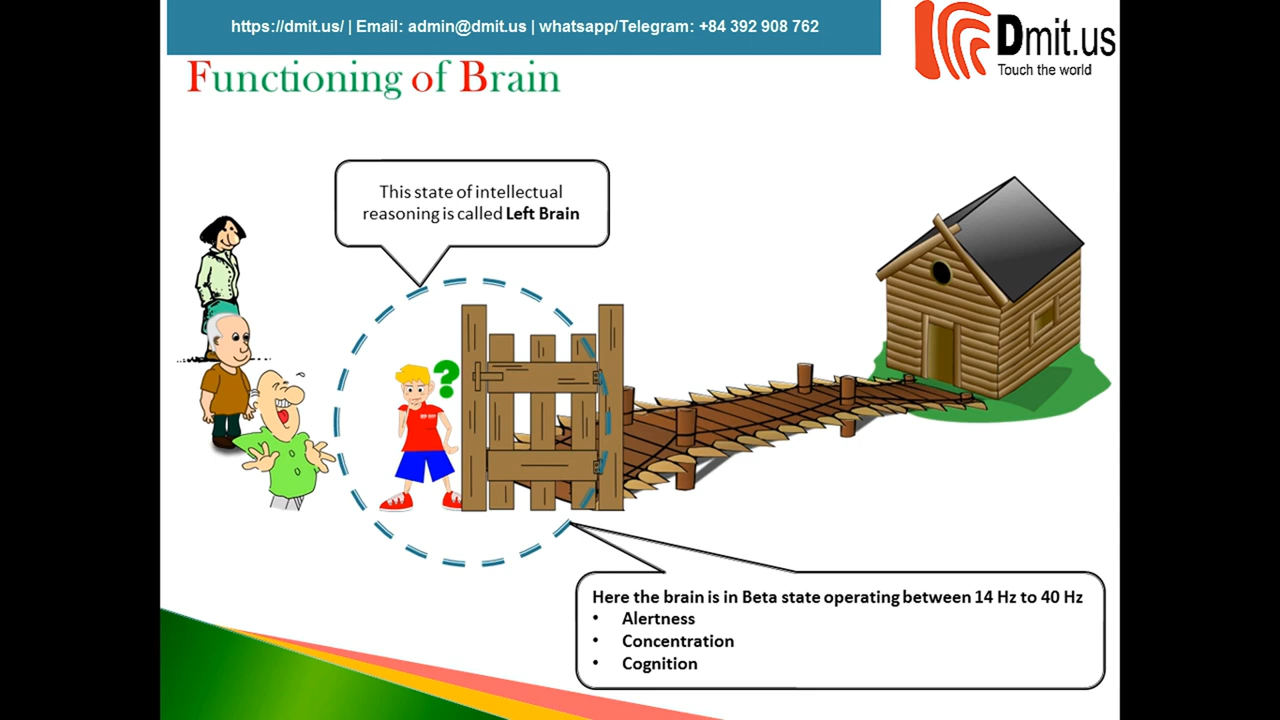 https://dmit.us/ | Email: admin@dmit.us | whatsapp/Telegram: +84 392 908 762
Dmit.us
Touch the world
Functioning of Brain
This state of intellectual
reasoning is called Left Brain
?
Here the brain is in Beta state operating between 14 Hz to 40 Hz
• Alertness
• Concentration
• Cognition